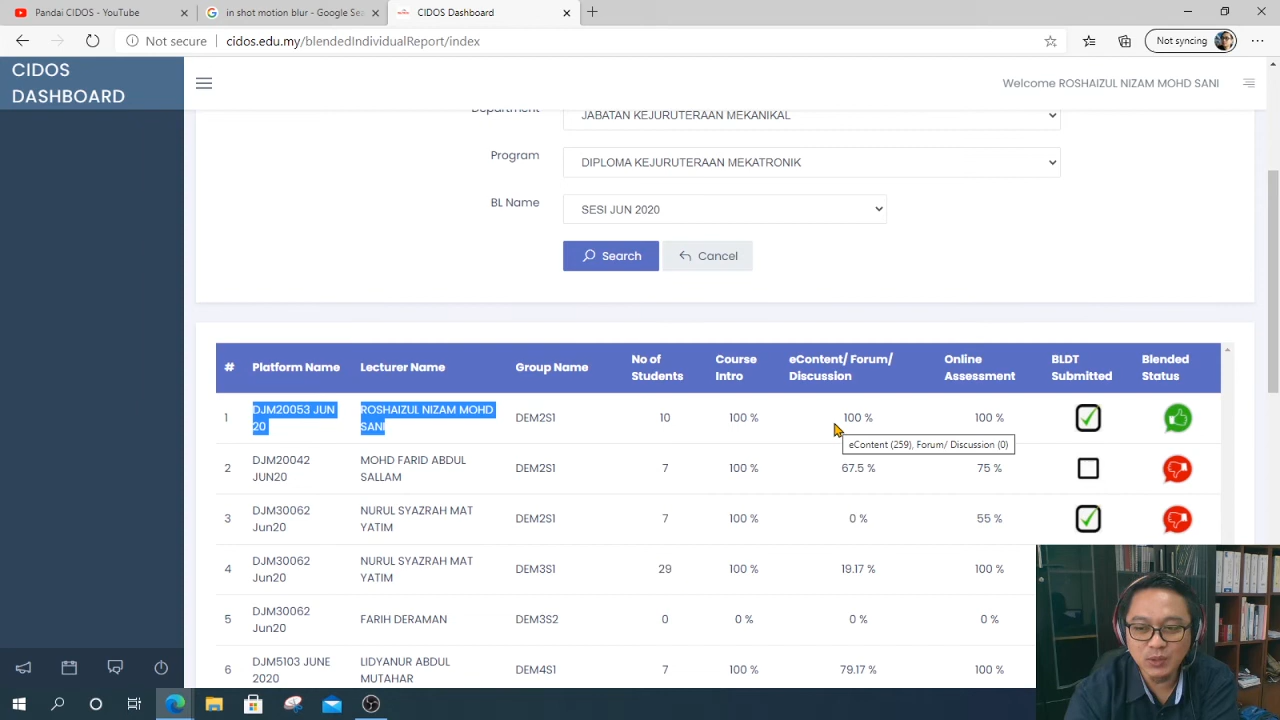 Pandai CIDOS - YouTube
in shot motion bur - Google Se
CIDOS Dashboard
Not secure
cidos.edu.my/blendedIndividualReport/index
Not syncing
CIDOS
DASHBOARD
Welcome ROSHAIZUL NIZAM MOHD SANI
Department
JABATAN KEJURUTERAAN MEKANIKAL
Program
DIPLOMA KEJURUTERAAN MEKATRONIK
BL Name
SESI JUN 2020
Search
Cancel
# Platform Name Lecturer Name Group Name No of Students Course Intro eContent/ Forum/ Discussion Online Assessment BLDT Submitted Blended Status
1 DJM20053 JUN 20 ROSHAIZUL NIZAM MOHD SANI DEM2S1 10 100 % 100 % 100 %
eContent (259), Forum/ Discussion (0)
2 DJM20042 JUN20 MOHD FARID ABDUL SALLAM DEM2S1 7 100 % 67.5 % 75 %
3 DJM30062 Jun20 NURUL SYAZRAH MAT YATIM DEM2S1 7 100 % 0 % 55 %
4 DJM30062 Jun20 NURUL SYAZRAH MAT YATIM DEM3S1 29 100 % 19.17 % 100 %
5 DJM30062 Jun20 FARIH DERAMAN DEM3S2 0 0 % 0 % 0 %
6 DJM5103 JUNE 2020 LIDYANUR ABDUL MUTAHAR DEM4S1 7 100 % 79.17 % 100 %